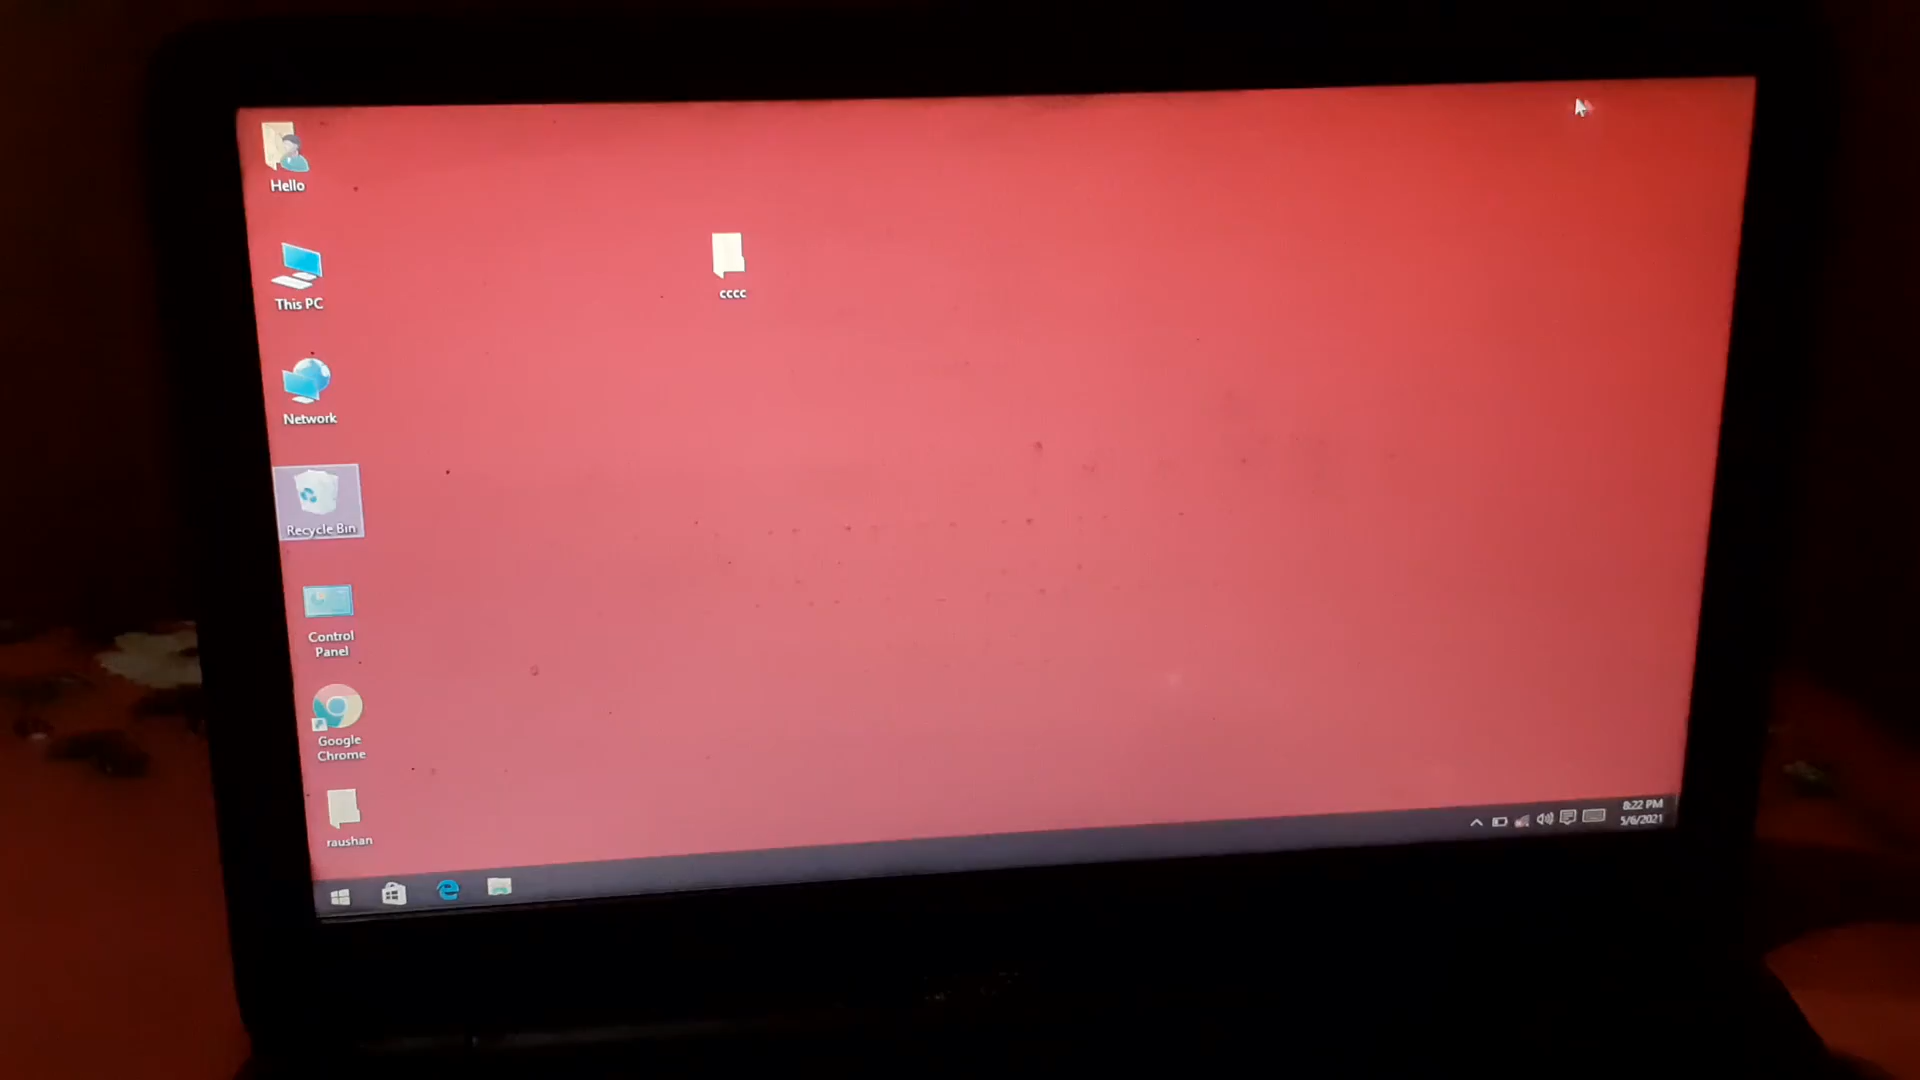 Hello
This PC
Network
Recycle Bin
Control
Panel
Google
Chrome
raushan
cccc
8:22 PM
5/6/2021